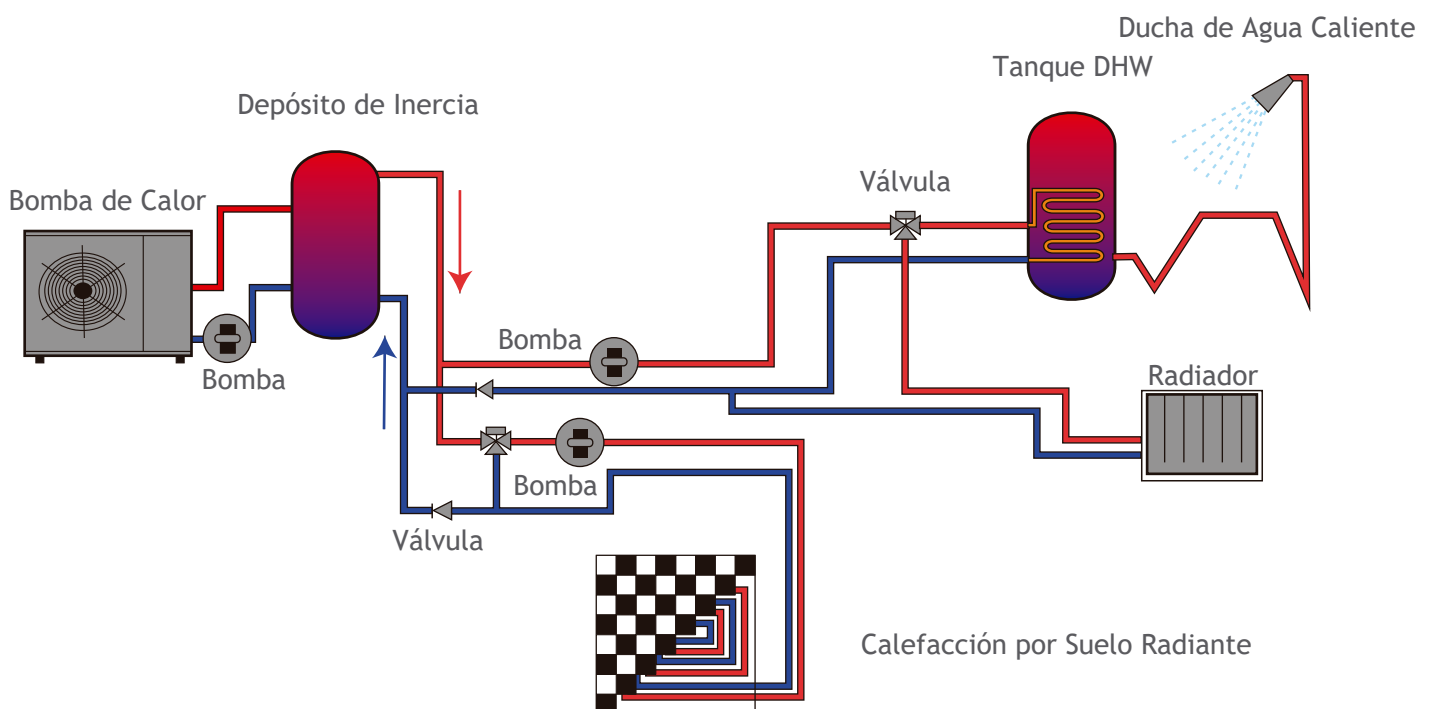 Ducha de Agua Caliente
Tanque DHW
Depósito de Inercia
Válvula
Bomba de Calor
Bomba
Bomba
Radiador
Bomba
Válvula
Calefacción por Suelo Radiante